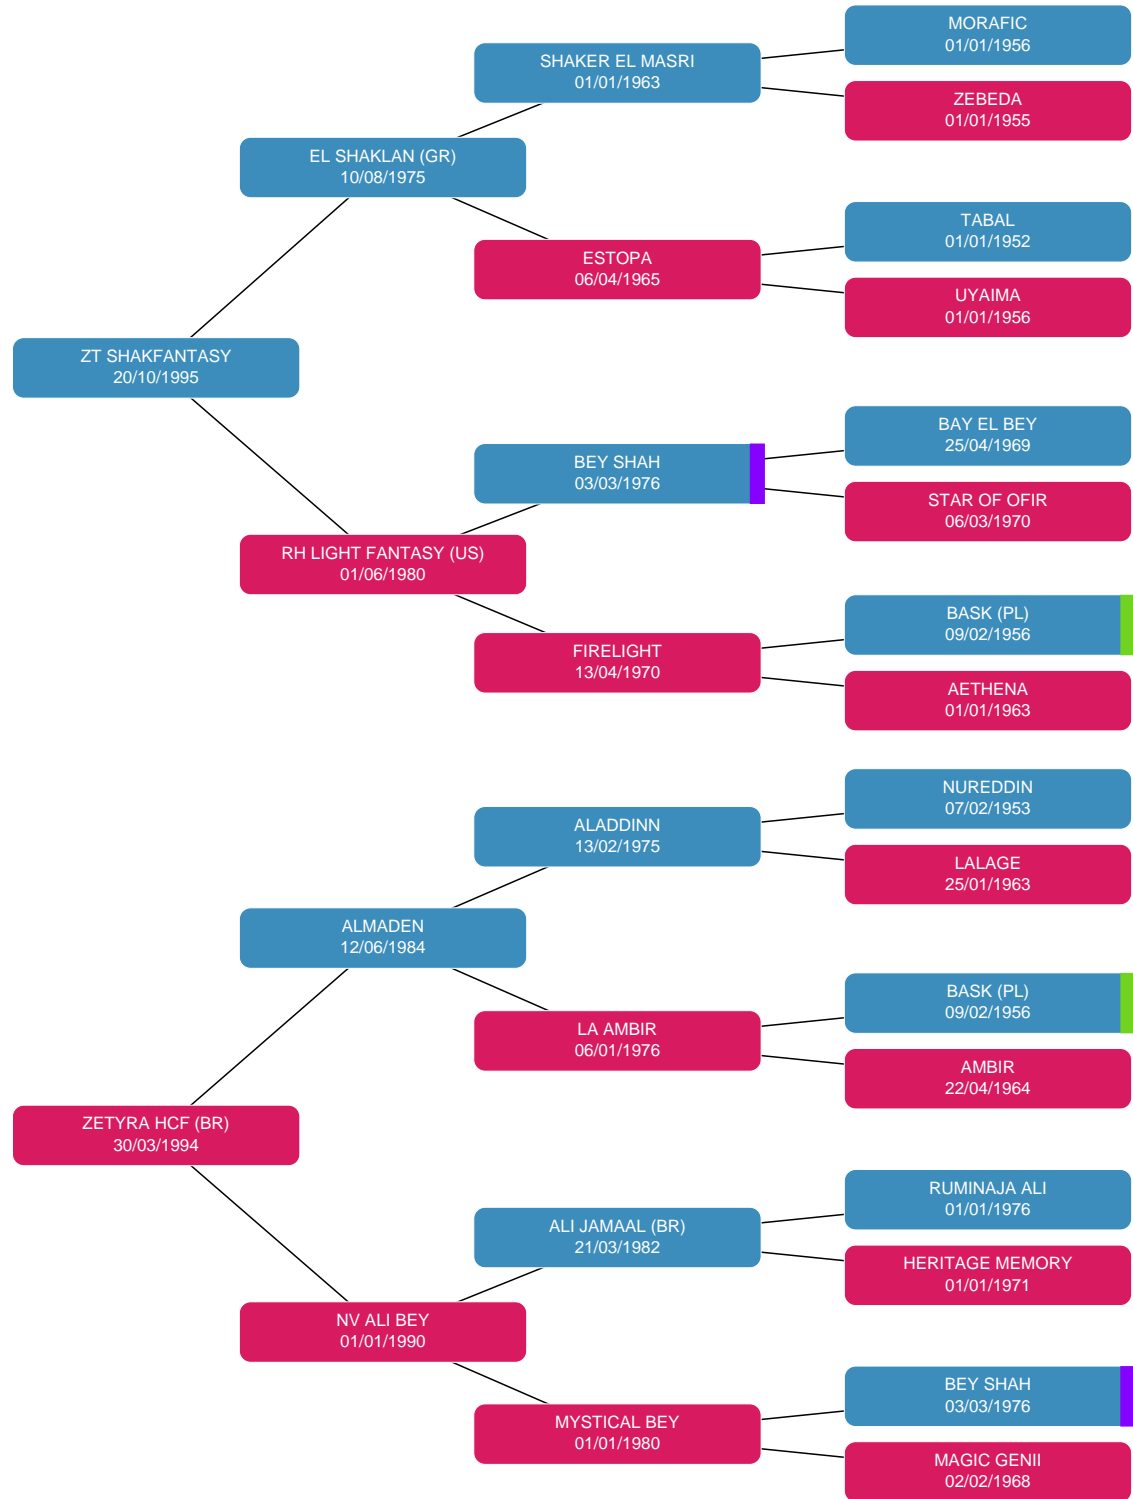 MORAFIC
01/01/1956
SHAKER EL MASRI
01/01/1963
ZEBEDA
01/01/1955
EL SHAKLAN (GR)
10/08/1975
TABAL
01/01/1952
ESTOPA
06/04/1965
UYAIMA
01/01/1956
ZT SHAKFANTASY
20/10/1995
BAY EL BEY
25/04/1969
BEY SHAH
03/03/1976
STAR OF OFIR
06/03/1970
RH LIGHT FANTASY (US)
01/06/1980
BASK (PL)
09/02/1956
FIRELIGHT
13/04/1970
AETHENA
01/01/1963
NUREDDIN
07/02/1953
ALADDINN
13/02/1975
LALAGE
25/01/1963
ALMADEN
12/06/1984
BASK (PL)
09/02/1956
LA AMBIR
06/01/1976
AMBIR
22/04/1964
ZETYRA HCF (BR)
30/03/1994
RUMINAJA ALI
01/01/1976
ALI JAMAAL (BR)
21/03/1982
HERITAGE MEMORY
01/01/1971
NV ALI BEY
01/01/1990
BEY SHAH
03/03/1976
MYSTICAL BEY
01/01/1980
MAGIC GENII
02/02/1968